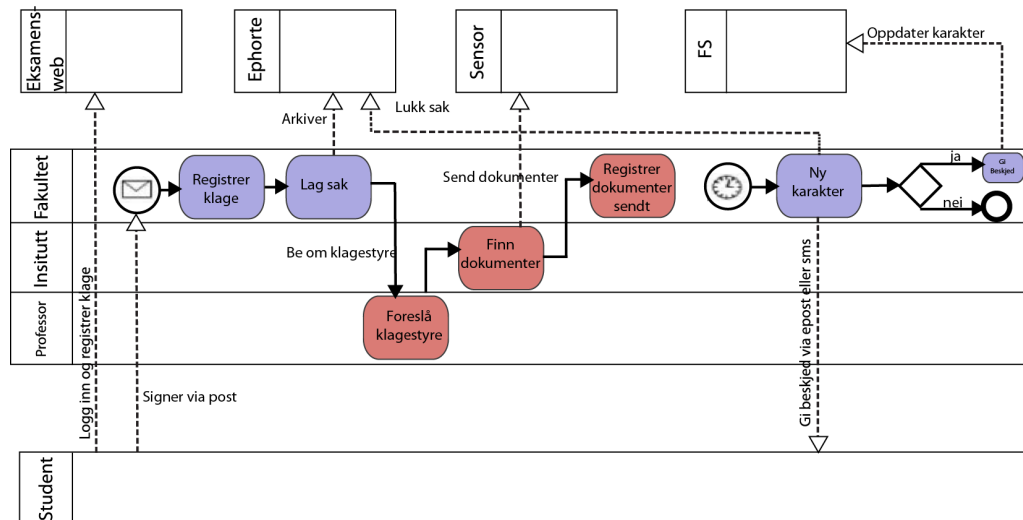 Eksamens-
web
Ephorte
Sensor
FS
Oppdater karakter
Arkiver
Lukk sak
Fakultet
Registrer
klage
Lag sak
Send dokumenter
Registrer
dokumenter
sendt
Ny
karakter
ja
nei
Gi
Beskjed
Insitutt
Be om klagestyre
Finn
dokumenter
Professor
Foreslå
klagestyre
Logg inn og registrer klage
Signer via post
Gi beskjed via epost eller sms
Student